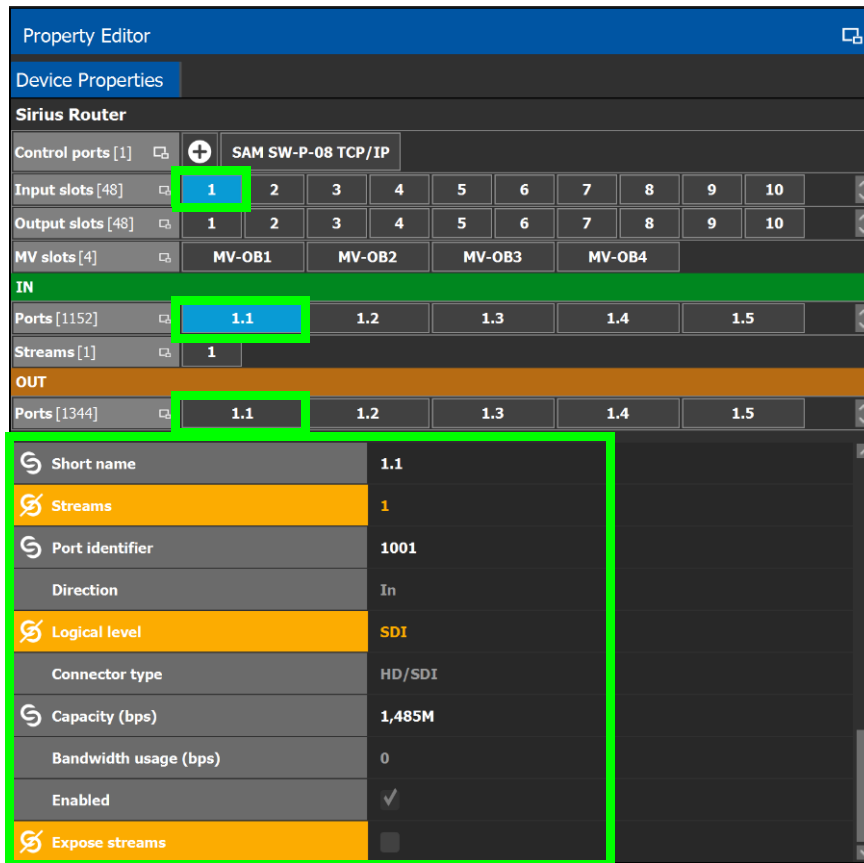 Property Editor
Device Properties
Sirius Router
Control ports [1] SAM SW-P-08 TCP/IP
Input slots [48] 1 2 3 4 5 6 7 8 9 10
Output slots [48] 1 2 3 4 5 6 7 8 9 10
MV slots [4] MV-OB1 MV-OB2 MV-OB3 MV-OB4
IN
Ports [1152] 1.1 1.2 1.3 1.4 1.5
Streams [1] 1
OUT
Ports [1344] 1.1 1.2 1.3 1.4 1.5
Short name 1.1
Streams 1
Port identifier 1001
Direction In
Logical level SDI
Connector type HD/SDI
Capacity (bps) 1,485M
Bandwidth usage (bps) 0
Enabled
Expose streams